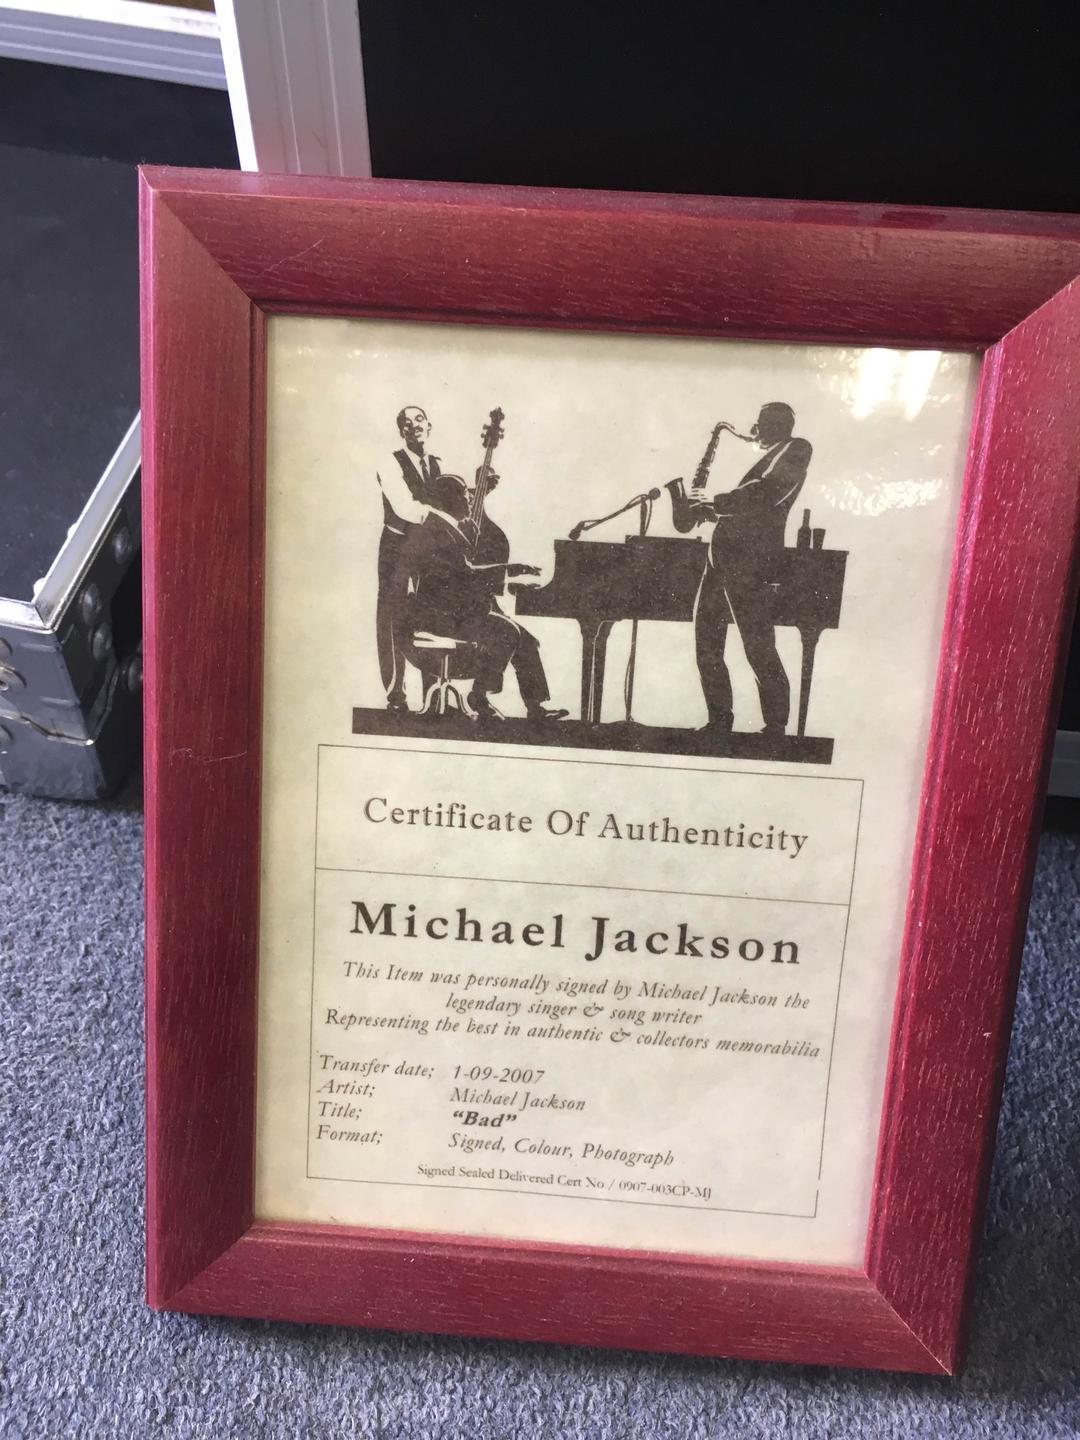 Certificate Of Authenticity
Michael Jackson
This Item was personally signed by Michael Jackson the
legendary singer & song writer
Representing the best in authentic & collectors memorabilia
Transfer date; 1-09-2007
Artist; Michael Jackson
Title; “Bad”
Format; Signed, Colour, Photograph
Signed Sealed Delivered Cert No / 0907-003CP-MJ